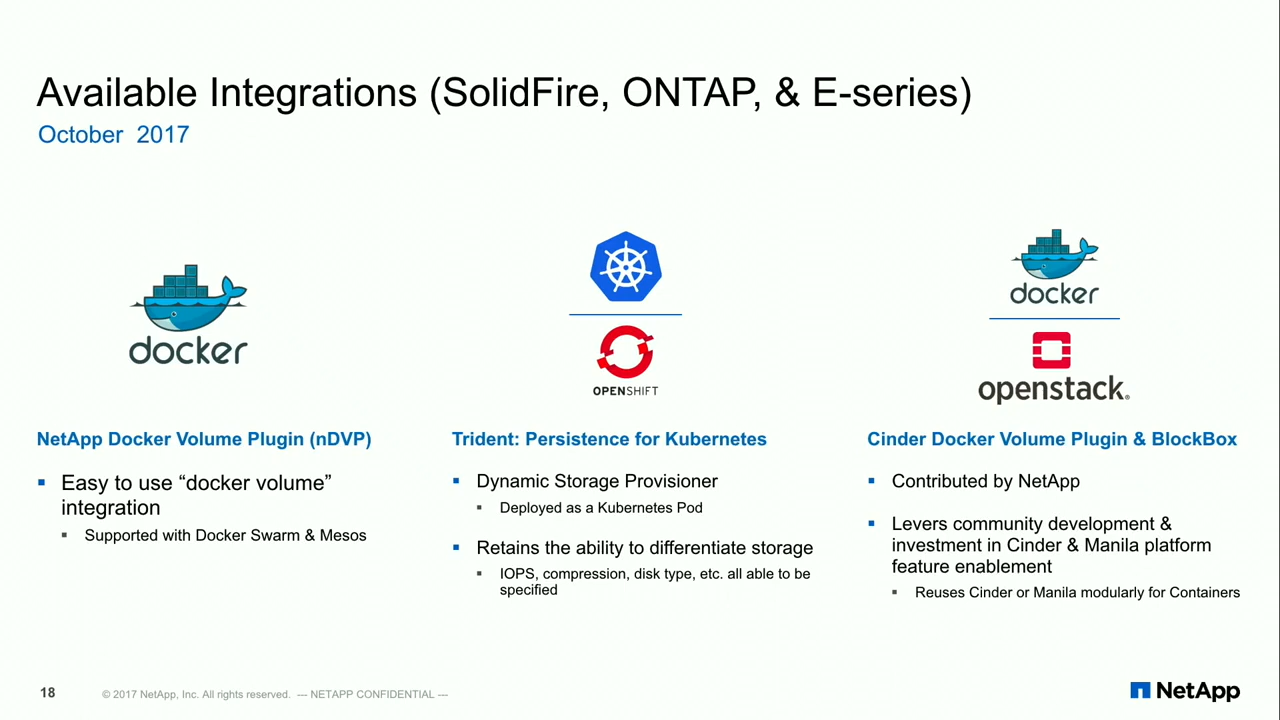 Available Integrations (SolidFire, ONTAP, & E-series)
October 2017
docker
OPENSHIFT
docker
openstack®
NetApp Docker Volume Plugin (nDVP)
Easy to use “docker volume”
integration
Supported with Docker Swarm & Mesos
Trident: Persistence for Kubernetes
Dynamic Storage Provisioner
Deployed as a Kubernetes Pod
Retains the ability to differentiate storage
IOPS, compression, disk type, etc. all able to be
specified
Cinder Docker Volume Plugin & BlockBox
Contributed by NetApp
Levers community development &
investment in Cinder & Manila platform
feature enablement
Reuses Cinder or Manila modularly for Containers
18 © 2017 NetApp, Inc. All rights reserved. --- NETAPP CONFIDENTIAL ---
NetApp